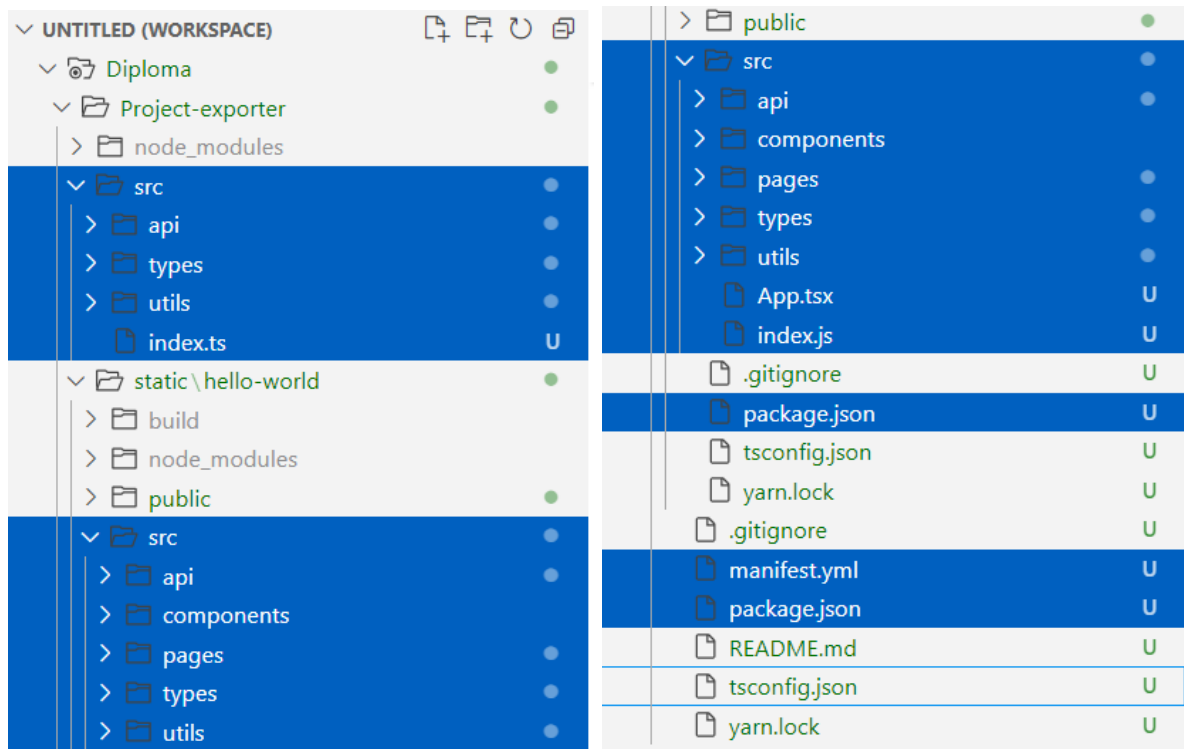 UNTITLED (WORKSPACE)
Diploma
Project-exporter
node_modules
src
api
types
utils
index.ts U
static\hello-world
build
node_modules
public
src
api
components
pages
types
utils
public
src
api
components
pages
types
utils
App.tsx U
index.js U
.gitignore U
package.json U
tsconfig.json U
yarn.lock U
.gitignore U
manifest.yml U
package.json U
README.md U
tsconfig.json U
yarn.lock U